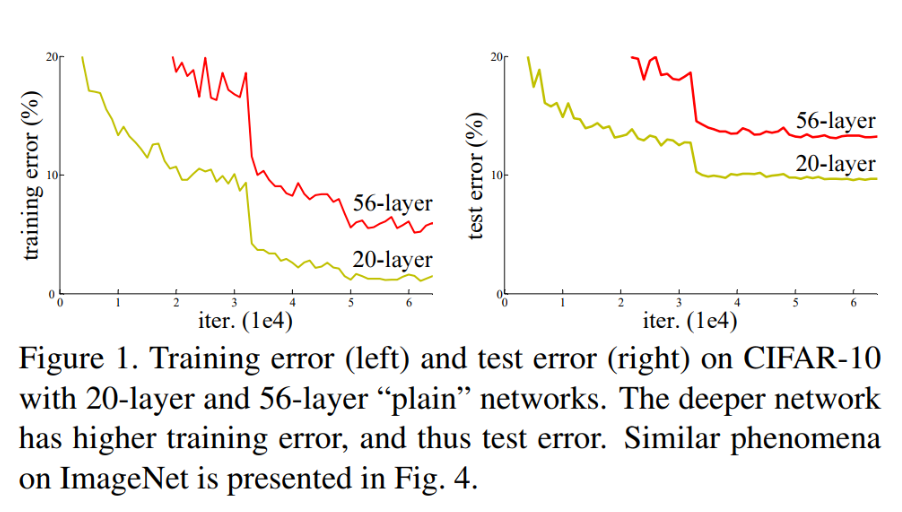 20
10
0
training error (%)
0 1 2 3 4 5 6
iter. (1e4)
56-layer
20-layer
20
10
0
test error (%)
0 1 2 3 4 5 6
iter. (1e4)
56-layer
20-layer
Figure 1. Training error (left) and test error (right) on CIFAR-10
with 20-layer and 56-layer “plain” networks. The deeper network
has higher training error, and thus test error. Similar phenomena
on ImageNet is presented in Fig. 4.